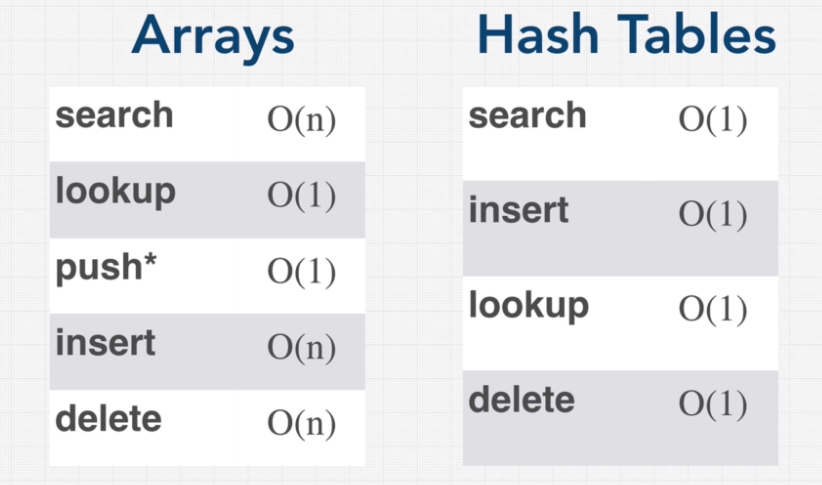 Arrays
search O(n)
lookup O(1)
push* O(1)
insert O(n)
delete O(n)
Hash Tables
search O(1)
insert O(1)
lookup O(1)
delete O(1)